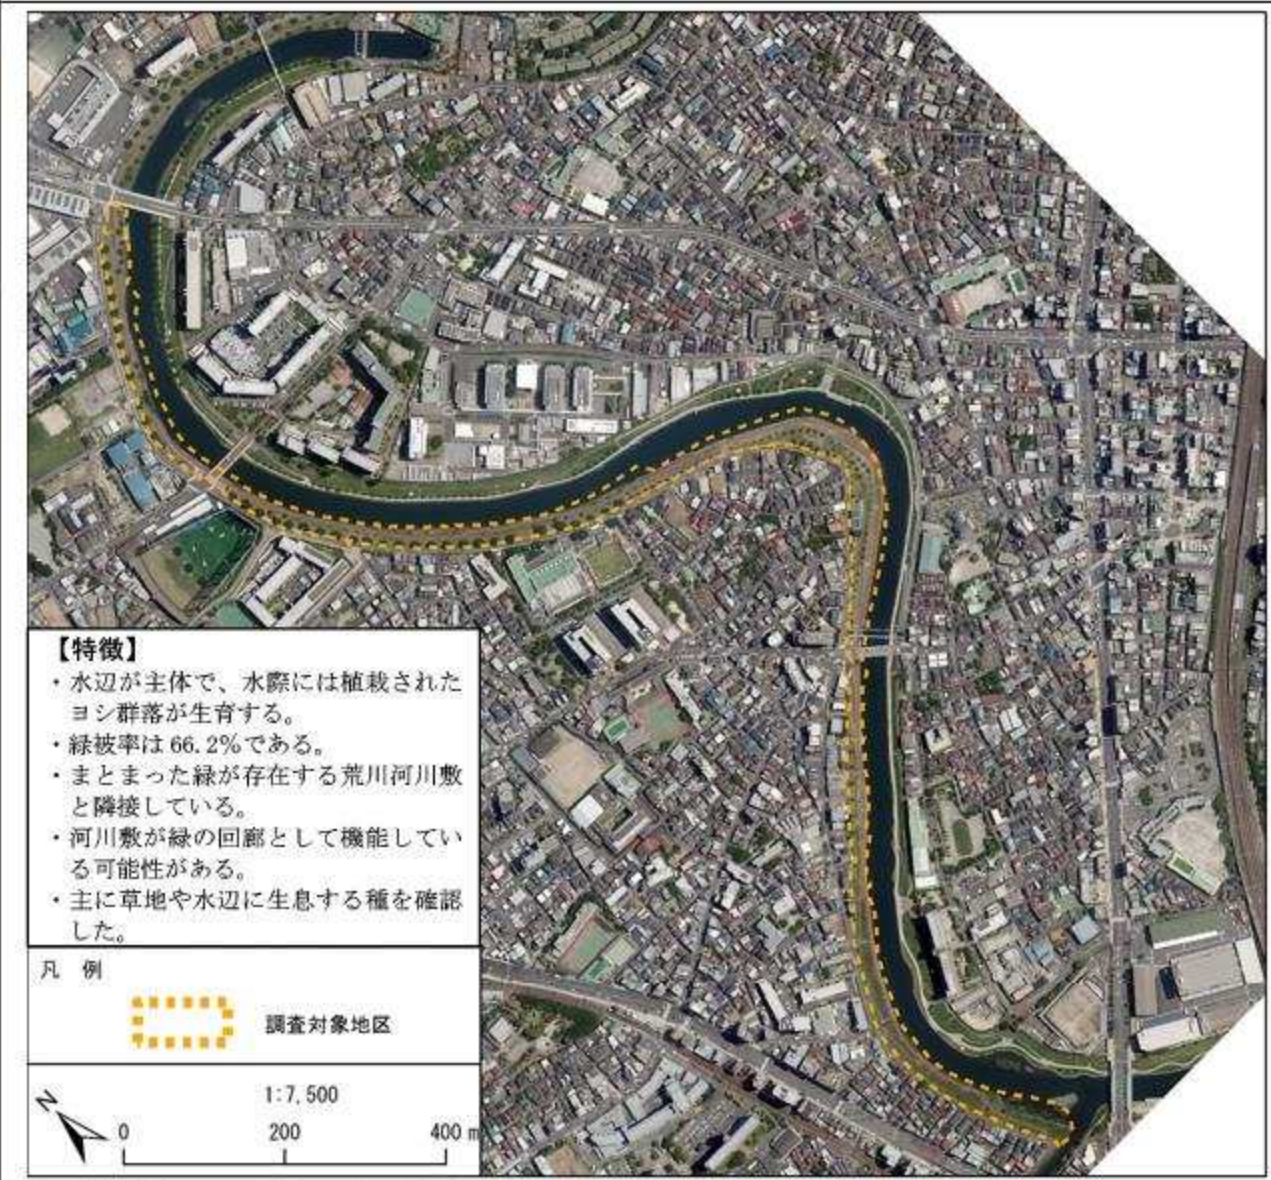 【特徴】
・水辺が主体で、水際には植栽された
ヨシ群落が生育する。
・緑被率は 66.2%である。
・まとまった緑が存在する荒川河川敷
と隣接している。
・河川敷が緑の回廊として機能してい
る可能性がある。
・主に草地や水辺に生息する種を確認
した。
凡 例
調査対象地区
N
1:7,500
0 200 400 m